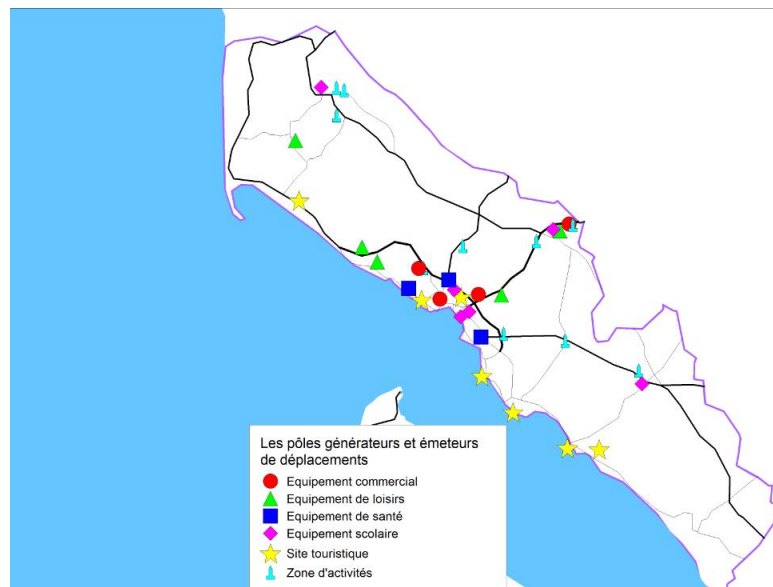 Les pôles générateurs et émeteurs
de déplacements
Equipement commercial
Equipement de loisirs
Equipement de santé
Equipement scolaire
Site touristique
Zone d'activités